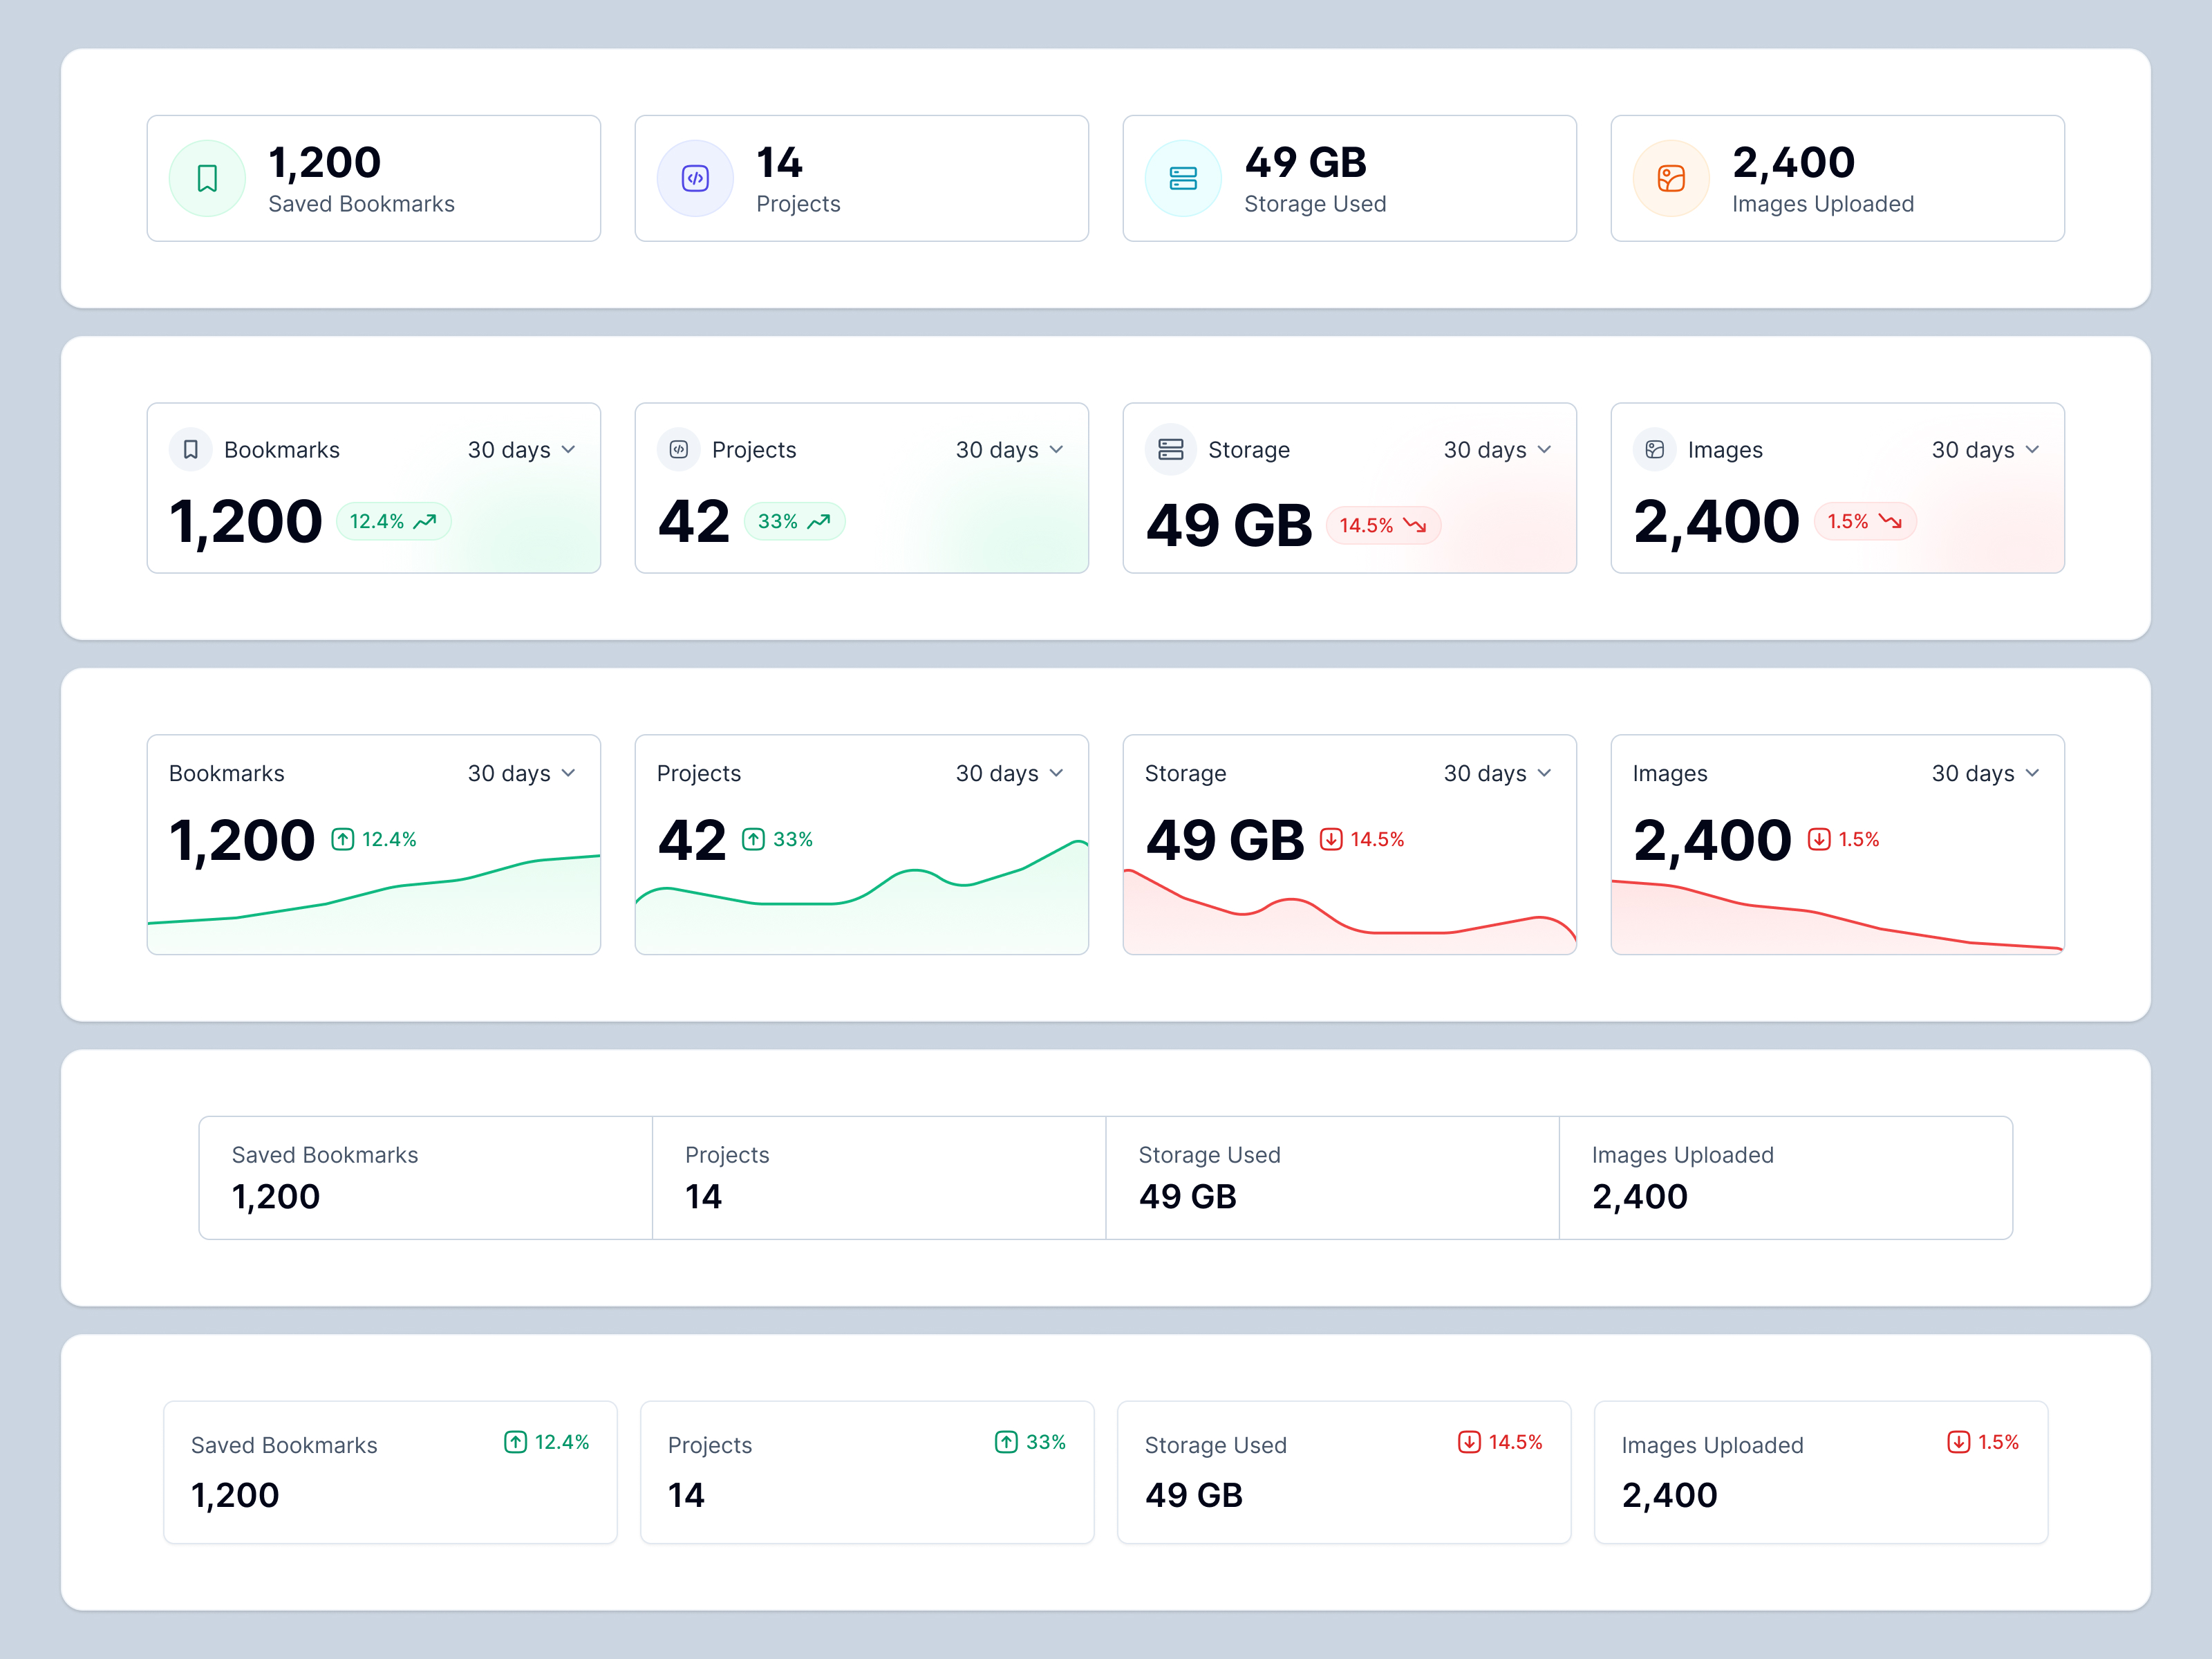 1,200
Saved Bookmarks
14
Projects
49 GB
Storage Used
2,400
Images Uploaded
Bookmarks 30 days
1,200 12.4%
Projects 30 days
42 33%
Storage 30 days
49 GB 14.5%
Images 30 days
2,400 1.5%
Bookmarks 30 days
1,200 12.4%
Projects 30 days
42 33%
Storage 30 days
49 GB 14.5%
Images 30 days
2,400 1.5%
Saved Bookmarks
1,200
Projects
14
Storage Used
49 GB
Images Uploaded
2,400
Saved Bookmarks 12.4%
1,200
Projects 33%
14
Storage Used 14.5%
49 GB
Images Uploaded 1.5%
2,400